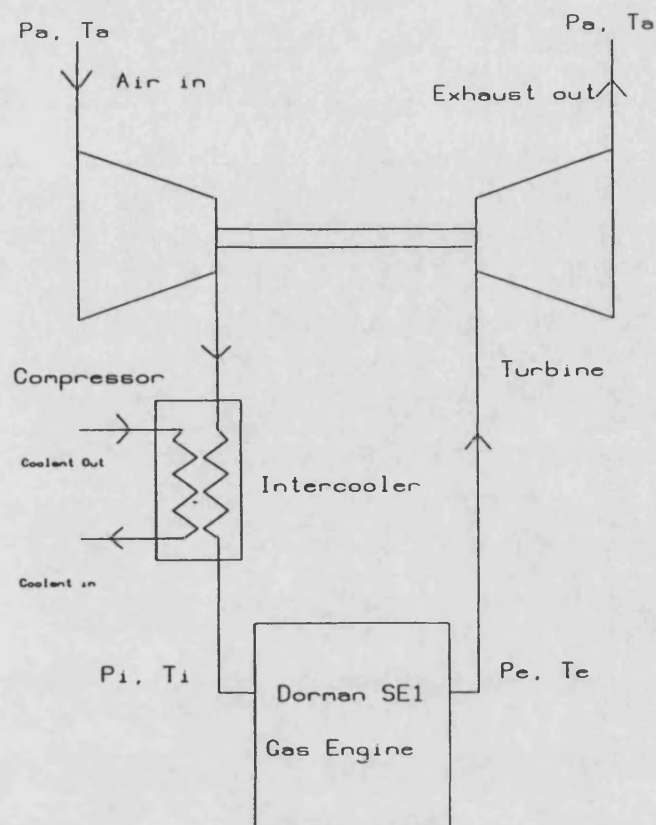 Pa, Ta
Pa, Ta
Air in
Exhaust out
Compressor
Turbine
Coolant Out
Intercooler
Coolant in
Pi, Ti
Pe, Te
Dorman SE1
Gas Engine